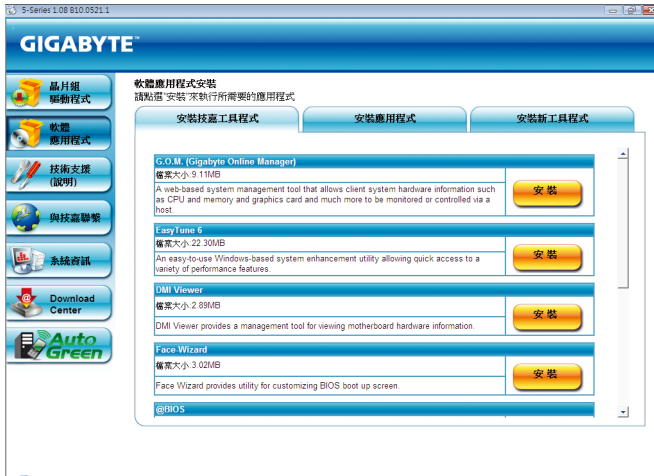 5-Series 1.08 B10.0521.1
GIGABYTE™
晶片組
驅動程式
軟體
應用程式
技術支援
(說明)
與技嘉聯繫
系統資訊
Download
Center
Auto
Green
軟體應用程式安裝
請點選"安裝"來執行所需要的應用程式
安裝技嘉工具程式
安裝應用程式
安裝新工具程式
G.O.M. (Gigabyte Online Manager)
檔案大小:9.11MB
A web-based system management tool that allows client system hardware information such
as CPU and memory and graphics card and much more to be monitored or controlled via a
host.
安裝
EasyTune 6
檔案大小:22.30MB
An easy-to-use Windows-based system enhancement utility allowing quick access to a
variety of performance features.
安裝
DMI Viewer
檔案大小:2.89MB
DMI Viewer provides a management tool for viewing motherboard hardware information.
安裝
Face-Wizard
檔案大小:3.02MB
Face Wizard provides utility for customizing BIOS boot up screen.
安裝
@BIOS